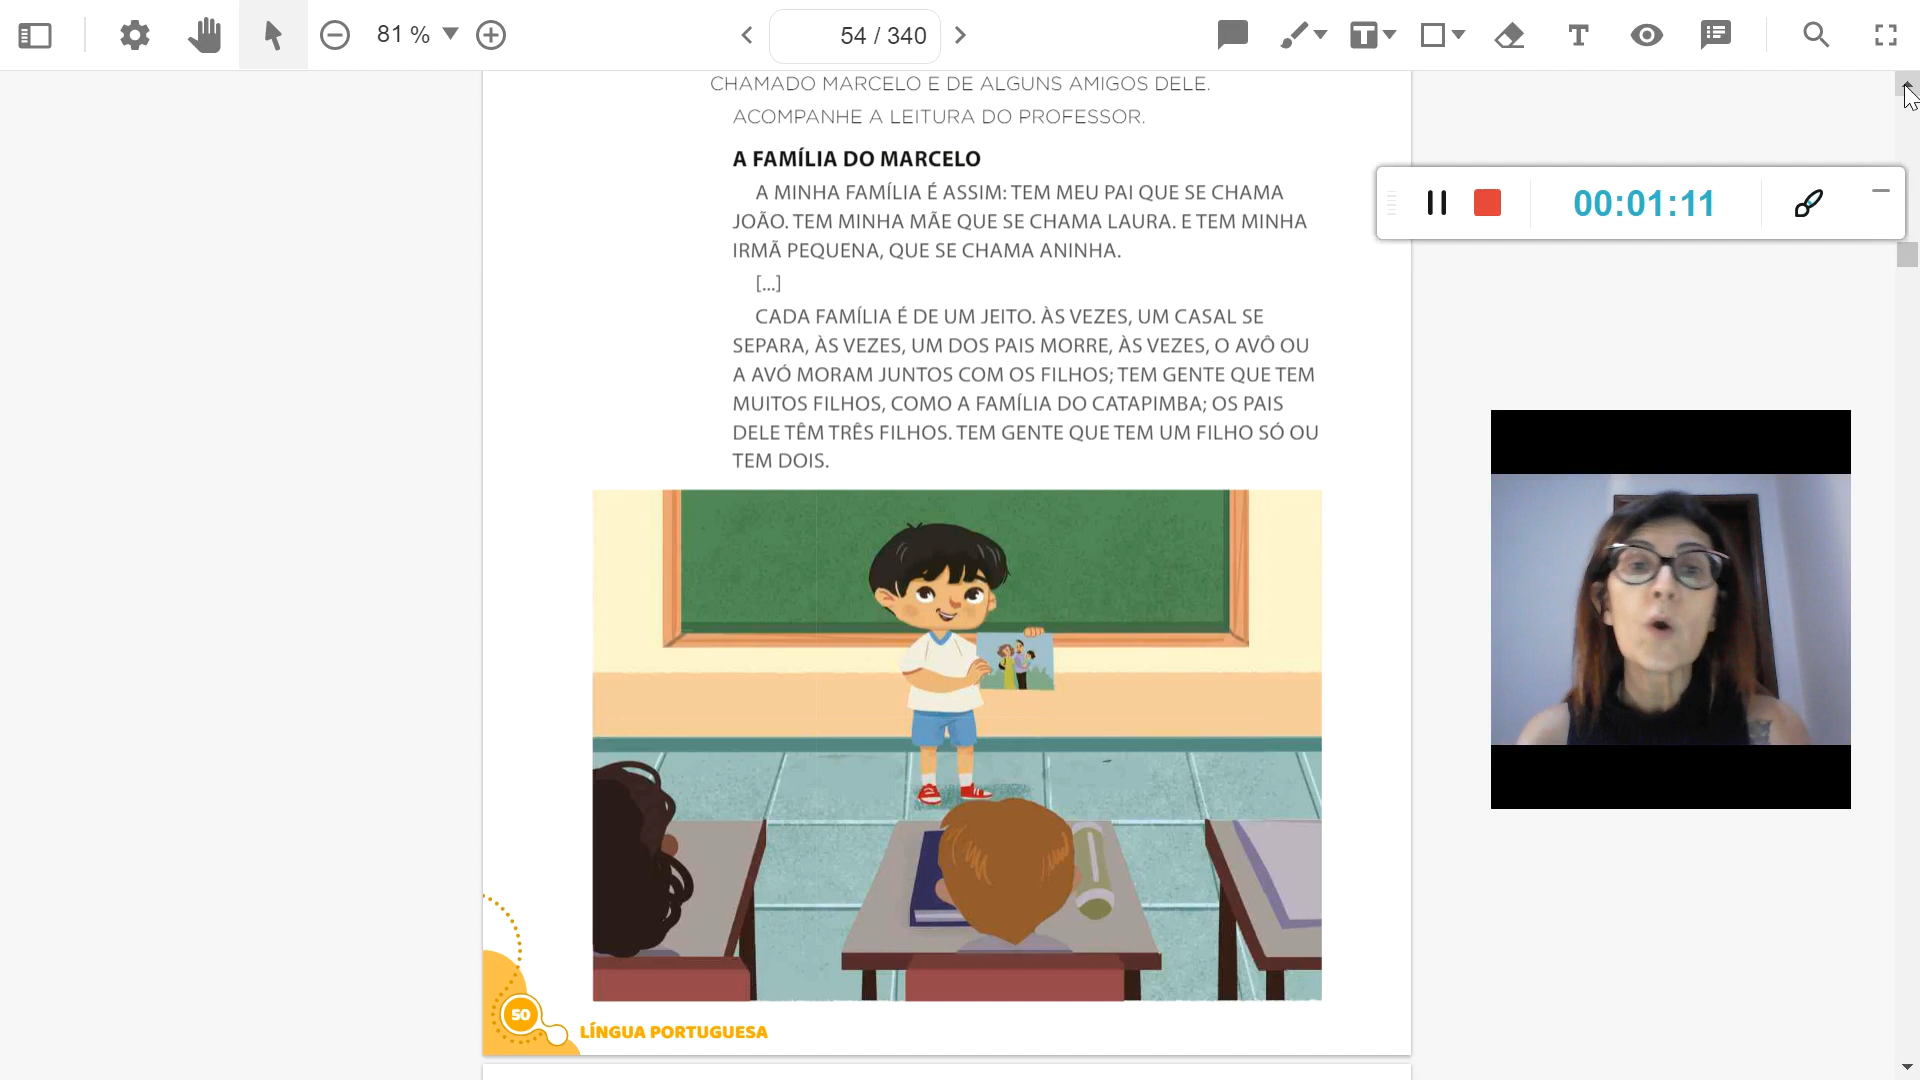 81 %
54 / 340
CHAMADO MARCELO E DE ALGUNS AMIGOS DELE.
ACOMPANHE A LEITURA DO PROFESSOR.
A FAMÍLIA DO MARCELO
A MINHA FAMÍLIA É ASSIM: TEM MEU PAI QUE SE CHAMA
JOÃO. TEM MINHA MÃE QUE SE CHAMA LAURA. E TEM MINHA
IRMÃ PEQUENA, QUE SE CHAMA ANINHA.
[...]
CADA FAMÍLIA É DE UM JEITO. ÀS VEZES, UM CASAL SE
SEPARA, ÀS VEZES, UM DOS PAIS MORRE, ÀS VEZES, O AVÔ OU
A AVÓ MORAM JUNTOS COM OS FILHOS; TEM GENTE QUE TEM
MUITOS FILHOS, COMO A FAMÍLIA DO CATAPIMBA; OS PAIS
DELE TÊM TRÊS FILHOS. TEM GENTE QUE TEM UM FILHO SÓ OU
TEM DOIS.
00:01:11
50
LÍNGUA PORTUGUESA